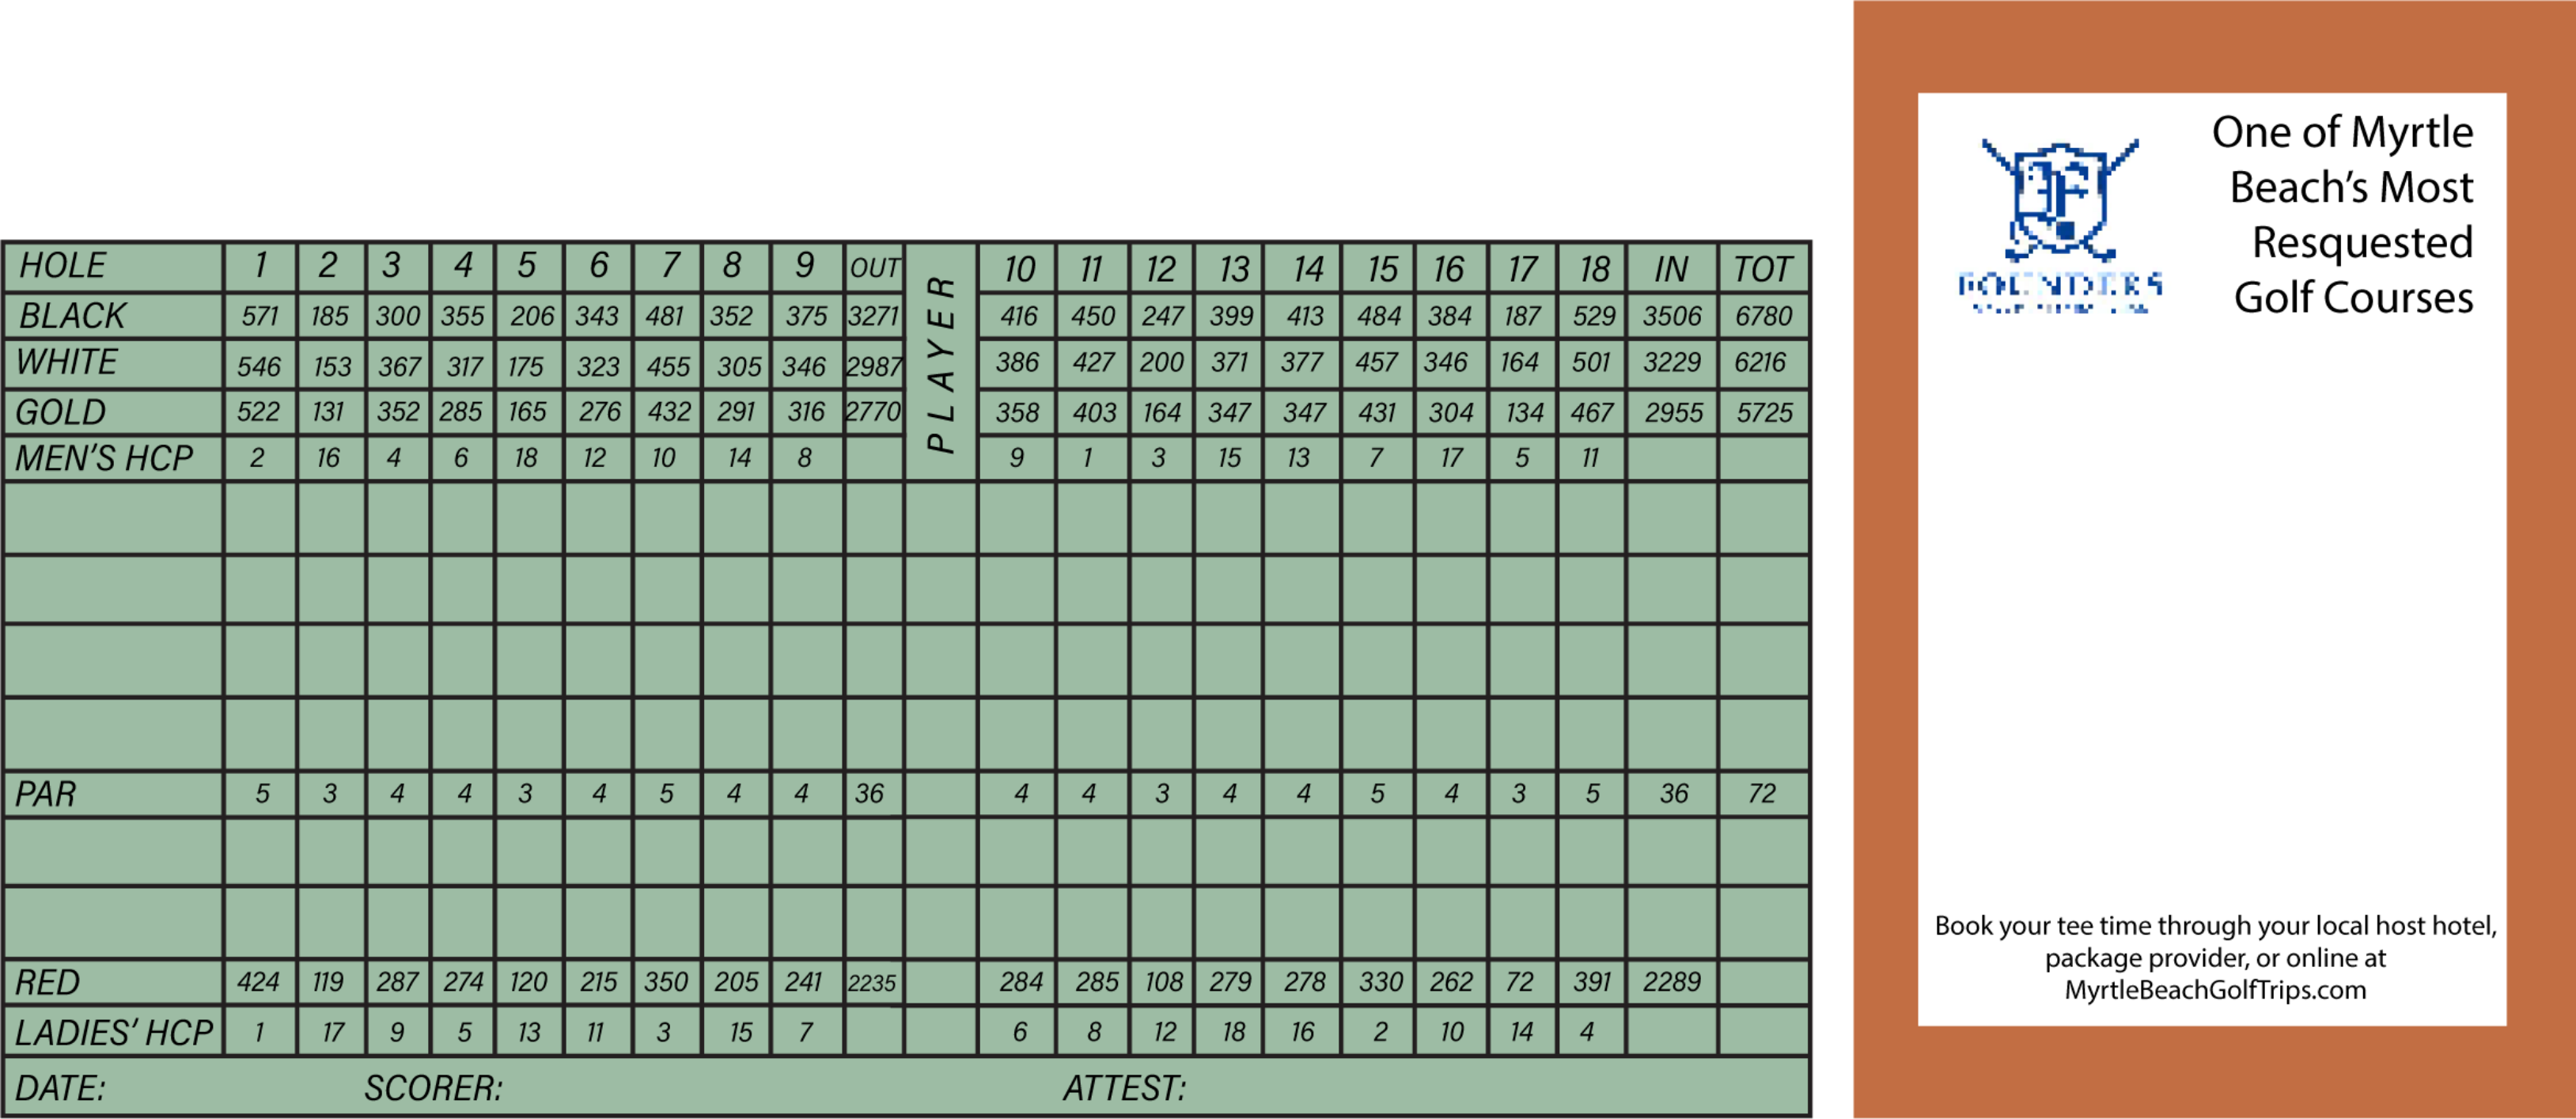 HOLE 1 2 3 4 5 6 7 8 9 OUT PLAYER 10 11 12 13 14 15 16 17 18 IN TOT
BLACK 571 185 300 355 206 343 481 352 375 3271 416 450 247 399 413 484 384 187 529 3506 6780
WHITE 546 153 367 317 175 323 455 305 346 2987 386 427 200 371 377 457 346 164 501 3229 6216
GOLD 522 131 352 285 165 276 432 291 316 2770 358 403 164 347 347 431 304 134 467 2955 5725
MEN'S HCP 2 16 4 6 18 12 10 14 8 9 1 3 15 13 7 17 5 11
PAR 5 3 4 4 3 4 5 4 4 36 4 4 3 4 4 5 4 3 5 36 72
RED 424 119 287 274 120 215 350 205 241 2235 284 285 108 279 278 330 262 72 391 2289
LADIES' HCP 1 17 9 5 13 11 3 15 7 6 8 12 18 16 2 10 14 4
DATE: SCORER: ATTEST:
One of Myrtle
Beach's Most
Resquested
Golf Courses
Book your tee time through your local host hotel,
package provider, or online at
MyrtleBeachGolfTrips.com